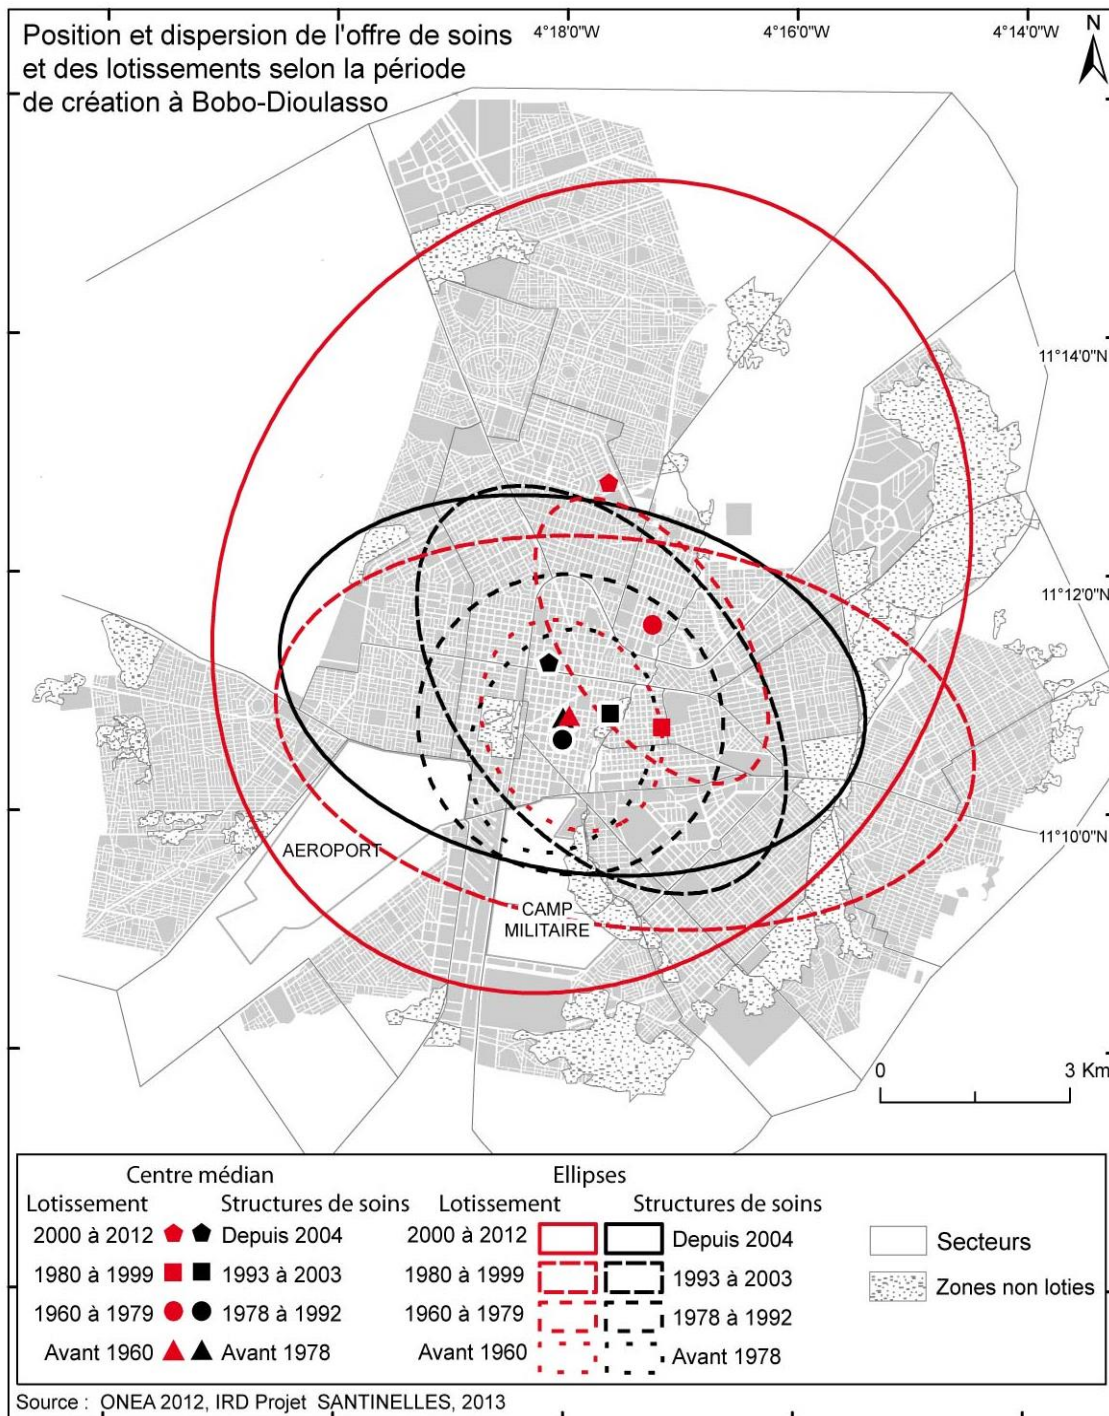 Position et dispersion de l'offre de soins
et des lotissements selon la période
de création à Bobo-Dioulasso
4°18'0"W
4°16'0"W
4°14'0"W
N
11°14'0"N
11°12'0"N
11°10'0"N
AEROPORT
CAMP
MILITAIRE
0 3 Km
Centre médian
Lotissement Structures de soins
2000 à 2012 Depuis 2004
1980 à 1999 1993 à 2003
1960 à 1979 1978 à 1992
Avant 1960 Avant 1978
Ellipses
Lotissement Structures de soins
2000 à 2012 Depuis 2004
1980 à 1999 1993 à 2003
1960 à 1979 1978 à 1992
Avant 1960 Avant 1978
Secteurs
Zones non loties
Source : ONEA 2012, IRD Projet SANTINELLES, 2013